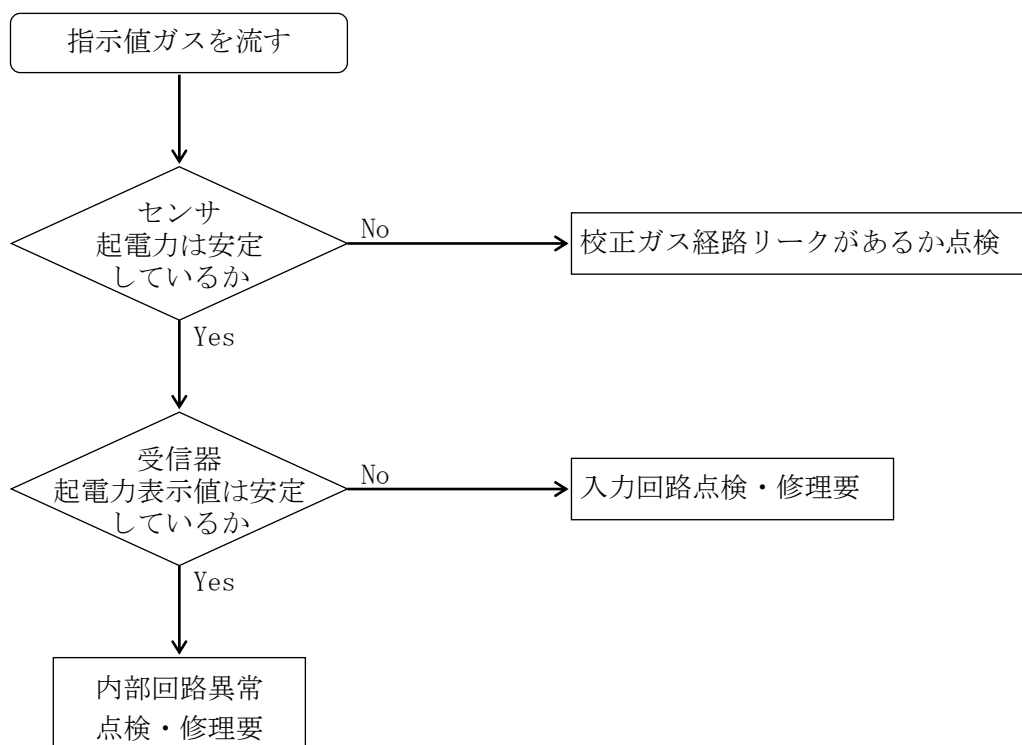 指示値ガスを流す
センサ
起電力は安定
しているか
No
校正ガス経路リークがあるか点検
Yes
受信器
起電力表示値は安定
しているか
No
入力回路点検・修理要
Yes
内部回路異常
点検・修理要